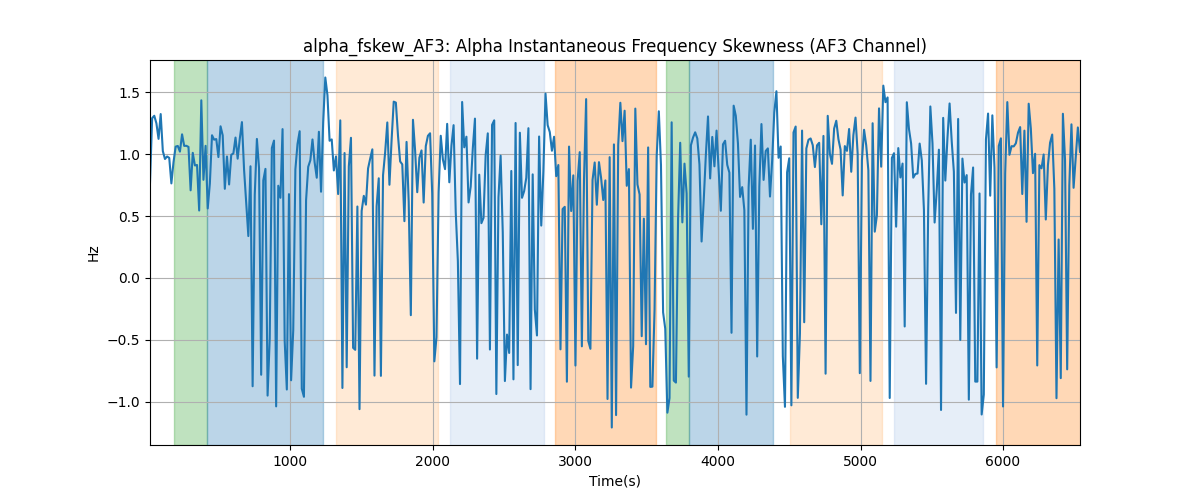 alpha_fskew_AF3: Alpha Instantaneous Frequency Skewness (AF3 Channel)
1.5
1.0
0.5
0.0
−0.5
−1.0
Hz
1000 2000 3000 4000 5000 6000
Time(s)